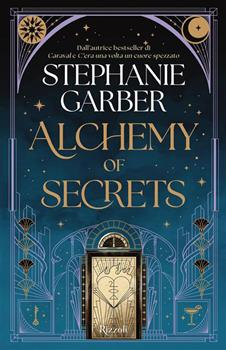 Dall'autrice bestseller di
Caraval e C'era una volta un cuore spezzato
STEPHANIE
GARBER
ALCHEMY
OF
SECRETS
Rizzoli